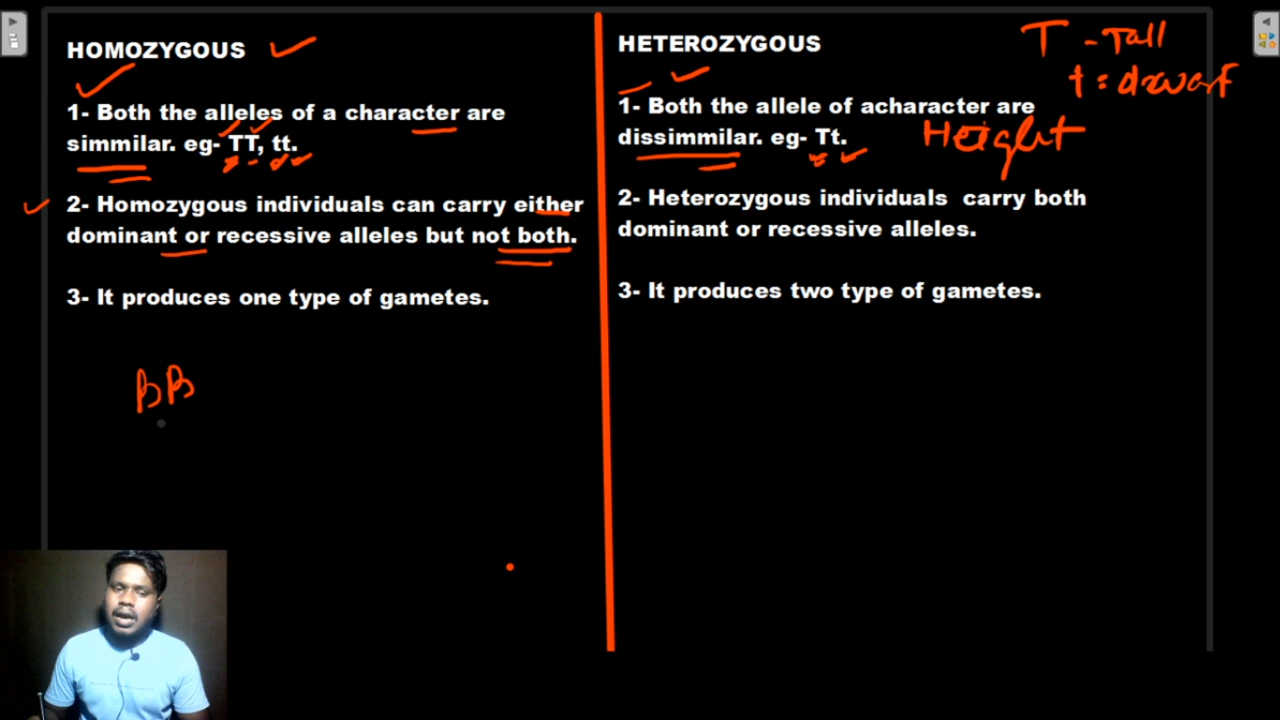 HOMOZYGOUS
1- Both the alleles of a character are
simmilar. eg- TT, tt.
2- Homozygous individuals can carry either
dominant or recessive alleles but not both.
3- It produces one type of gametes.
BB
HETEROZYGOUS
T - Tall
t = dwarf
1- Both the allele of acharacter are
dissimmilar. eg- Tt.
Height
2- Heterozygous individuals carry both
dominant or recessive alleles.
3- It produces two type of gametes.